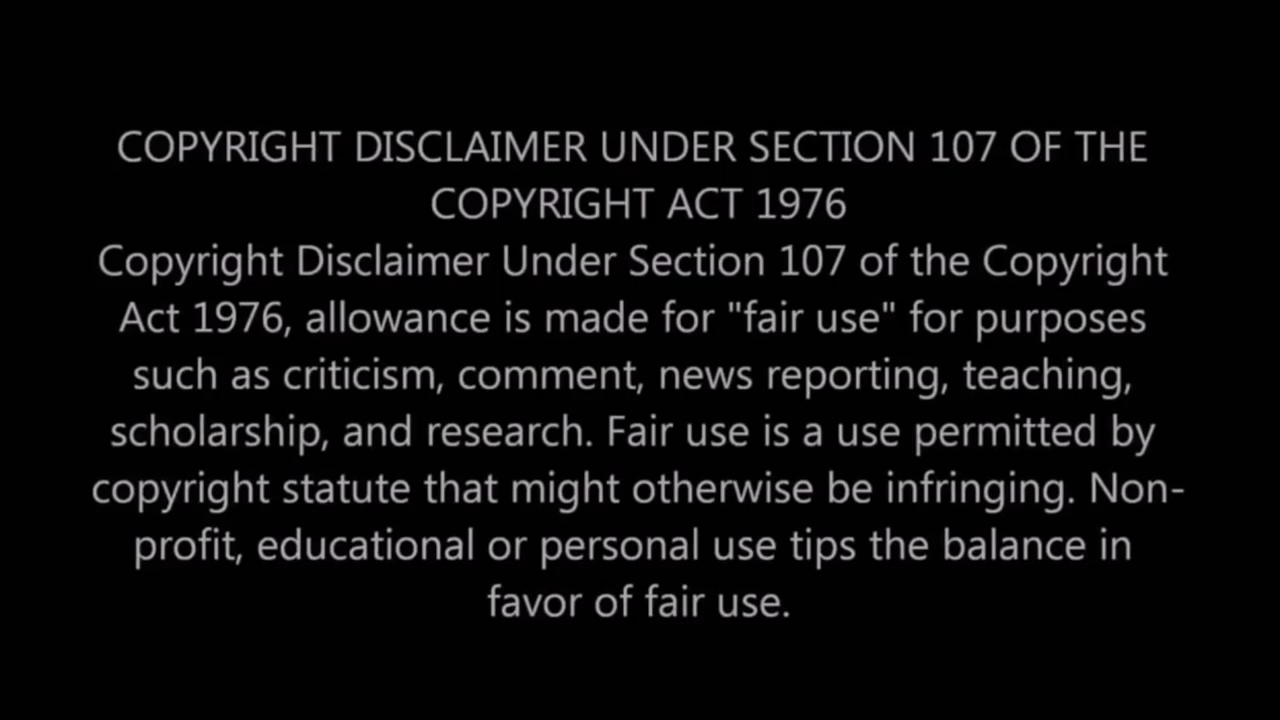 COPYRIGHT DISCLAIMER UNDER SECTION 107 OF THE
COPYRIGHT ACT 1976
Copyright Disclaimer Under Section 107 of the Copyright
Act 1976, allowance is made for "fair use" for purposes
such as criticism, comment, news reporting, teaching,
scholarship, and research. Fair use is a use permitted by
copyright statute that might otherwise be infringing. Non-
profit, educational or personal use tips the balance in
favor of fair use.